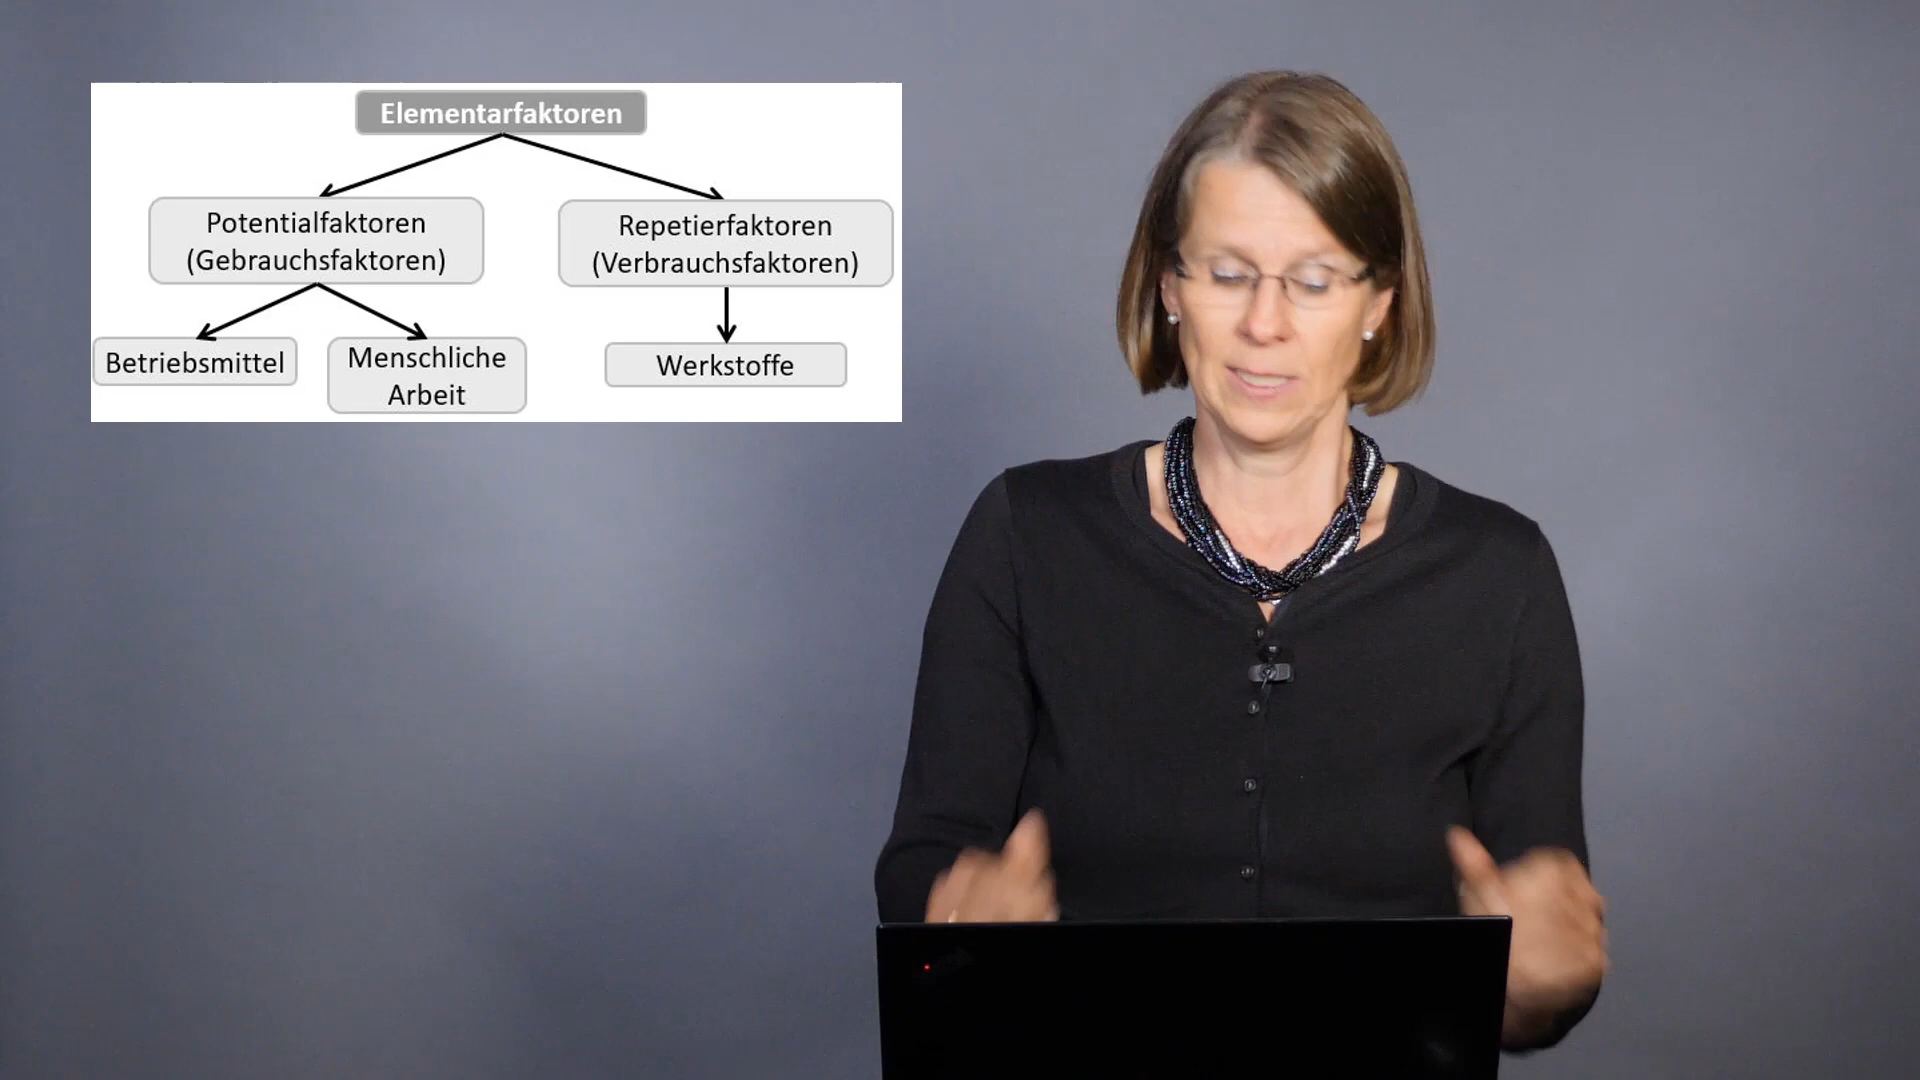 Elementarfaktoren
Potentialfaktoren
(Gebrauchsfaktoren)
Repetierfaktoren
(Verbrauchsfaktoren)
Betriebsmittel
Menschliche
Arbeit
Werkstoffe